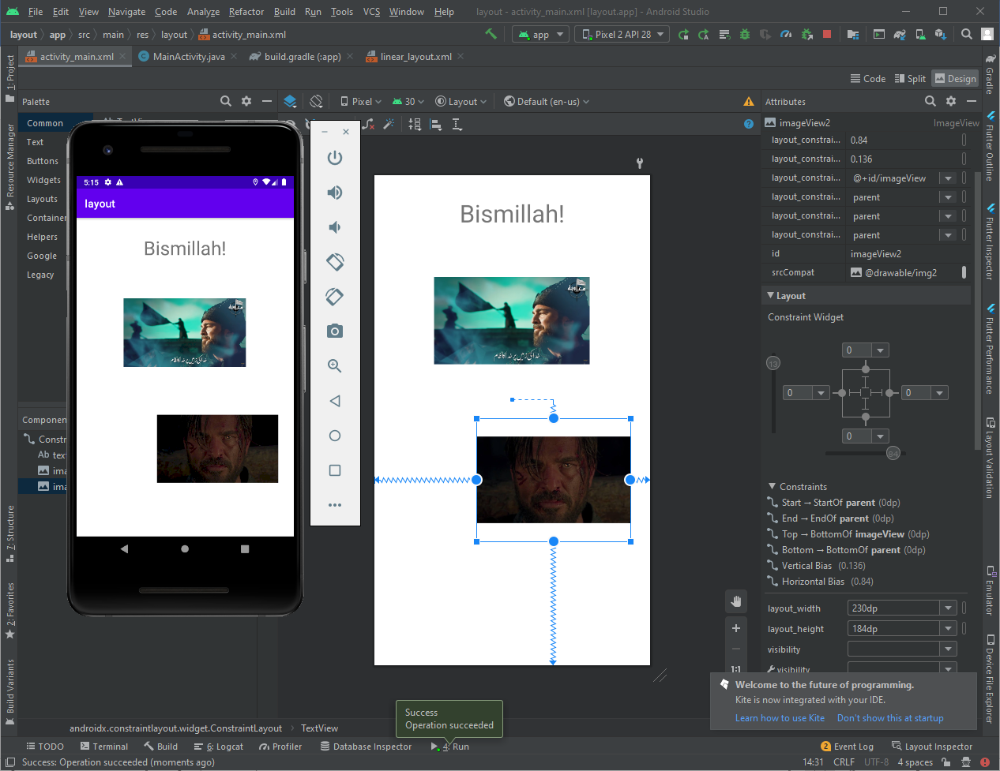 File Edit View Navigate Code Analyze Refactor Build Run Tools VCS Window Help layout - activity_main.xml [layout.app] - Android Studio
layout app src main res layout activity_main.xml app Pixel 2 API 28
activity_main.xml MainActivity.java build.gradle (:app) linear_layout.xml
Code Split Design
Palette Pixel 30 Layout Default (en-us) Attributes
Common
Text
Buttons
Widgets
Layouts
Container
Helpers
Google
Legacy
Componen
Constr
Ab tex
ima
ima
5:15
layout
Bismillah!
Bismillah!
imageView2 ImageView
layout_constrai... 0.84
layout_constrai... 0.136
layout_constrai... @+id/imageView
layout_constrai... parent
layout_constrai... parent
layout_constrai... parent
id imageView2
srcCompat @drawable/img2
Layout
Constraint Widget
0
13
0 0
0
84
Constraints
Start → StartOf parent (0dp)
End → EndOf parent (0dp)
Top → BottomOf imageView (0dp)
Bottom → BottomOf parent (0dp)
Vertical Bias (0.136)
Horizontal Bias (0.84)
layout_width 230dp
layout_height 184dp
visibility
visibility
1:1
Welcome to the future of programming.
Kite is now integrated with your IDE.
Learn how to use Kite Don't show this at startup
Success
Operation succeeded
androidx.constraintlayout.widget.ConstraintLayout TextView
TODO Terminal Build 6: Logcat Profiler Database Inspector 4: Run 2 Event Log Layout Inspector
Success: Operation succeeded (moments ago) 14:31 CRLF UTF-8 4 spaces
1: Project
Resource Manager
7: Structure
2: Favorites
Build Variants
Gradle
Flutter Outline
Flutter Inspector
Flutter Performance
Layout Validation
Emulator
Device File Explorer